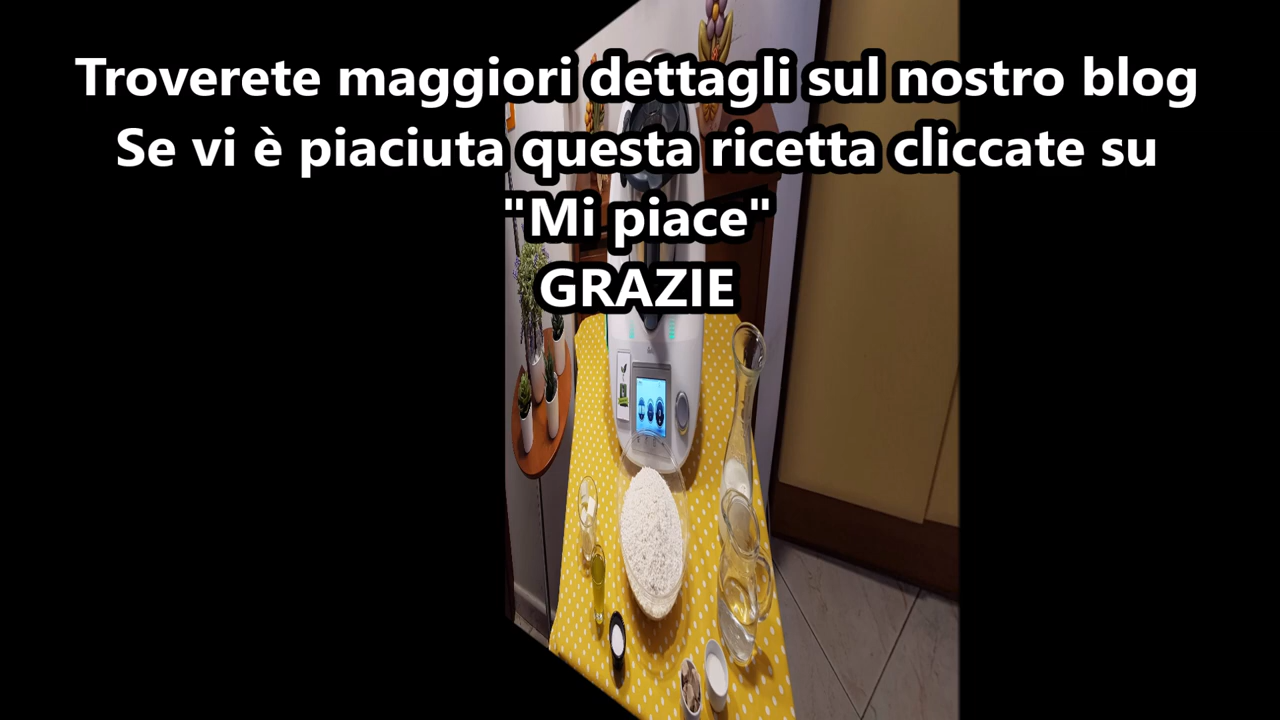 Troverete maggiori dettagli sul nostro blog
Se vi è piaciuta questa ricetta cliccate su
"Mi piace"
GRAZIE